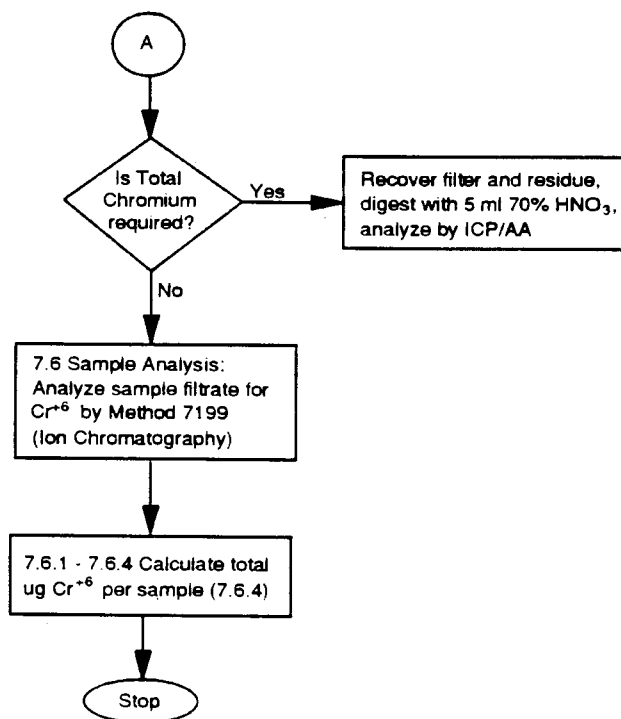 A
Is Total
Chromium
required?
Yes
Recover filter and residue,
digest with 5 ml 70% HNO₃,
analyze by ICP/AA
No
7.6 Sample Analysis:
Analyze sample filtrate for
Cr⁺⁶ by Method 7199
(Ion Chromatography)
7.6.1 - 7.6.4 Calculate total
ug Cr⁺⁶ per sample (7.6.4)
Stop